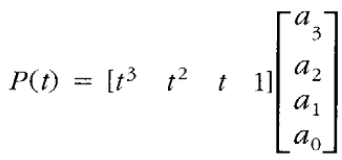 P(t) = [t³ t² t 1] [a₃
a₂
a₁
a₀]